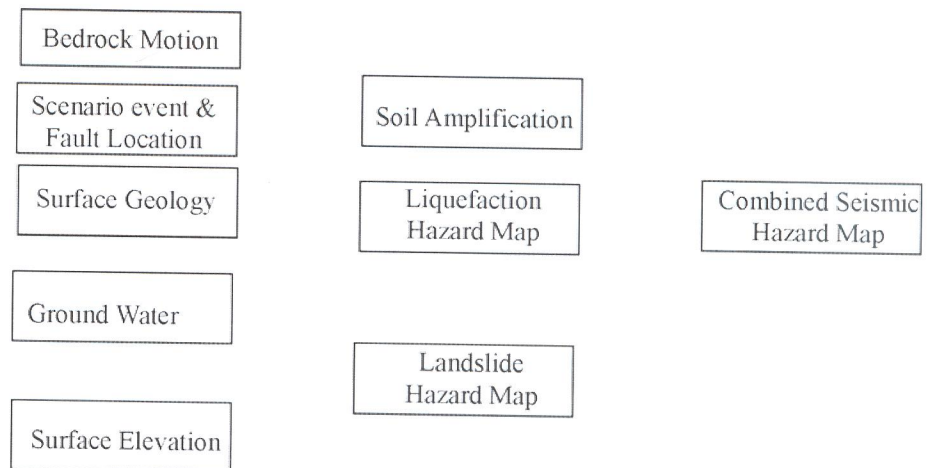 Bedrock Motion
Scenario event &
Fault Location
Surface Geology
Ground Water
Surface Elevation
Soil Amplification
Liquefaction
Hazard Map
Landslide
Hazard Map
Combined Seismic
Hazard Map